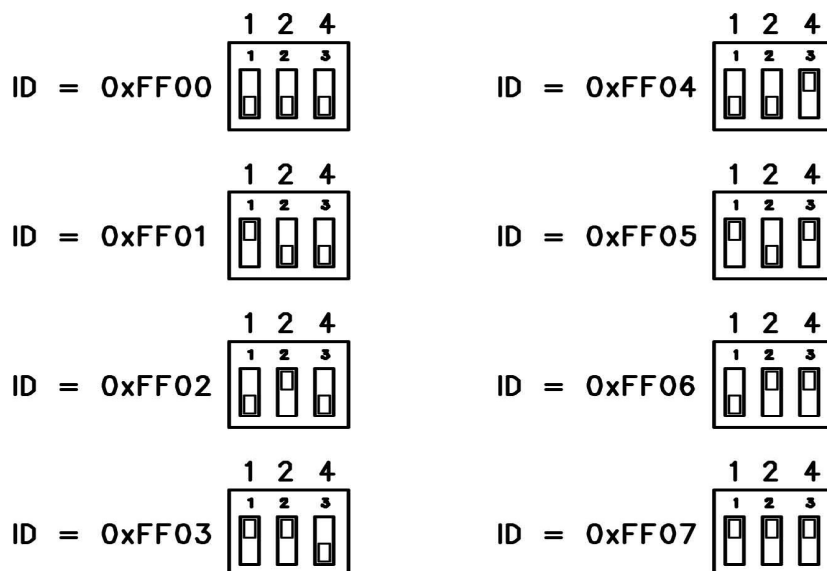 1 2 4
1 2 3
ID = 0xFF00
1 2 4
1 2 3
ID = 0xFF01
1 2 4
1 2 3
ID = 0xFF02
1 2 4
1 2 3
ID = 0xFF03
1 2 4
1 2 3
ID = 0xFF04
1 2 4
1 2 3
ID = 0xFF05
1 2 4
1 2 3
ID = 0xFF06
1 2 4
1 2 3
ID = 0xFF07